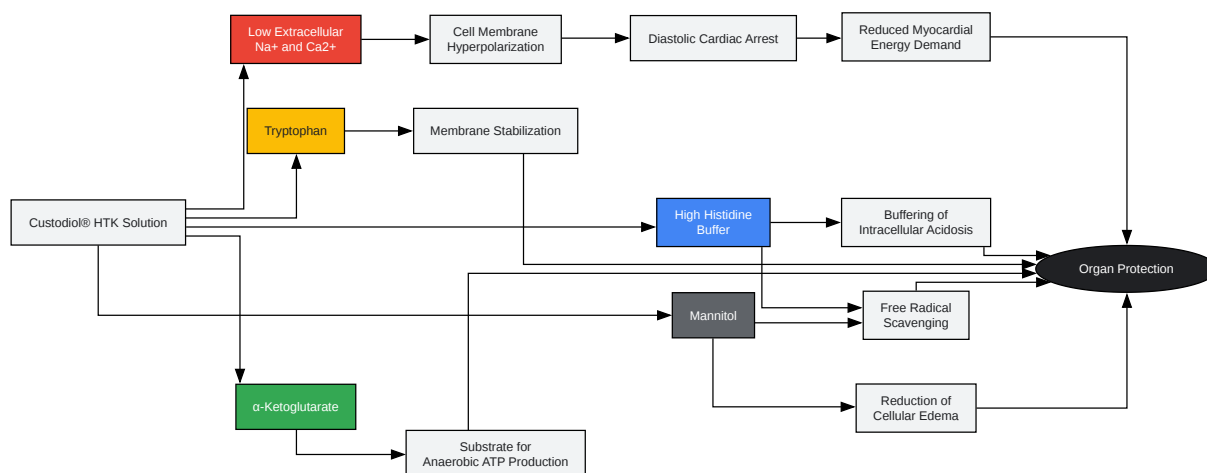 Low Extracellular
Na+ and Ca2+
Cell Membrane
Hyperpolarization
Diastolic Cardiac Arrest
Reduced Myocardial
Energy Demand
Tryptophan
Membrane Stabilization
Custodiol® HTK Solution
High Histidine
Buffer
Buffering of
Intracellular Acidosis
Organ Protection
Mannitol
Free Radical
Scavenging
α-Ketoglutarate
Reduction of
Cellular Edema
Substrate for
Anaerobic ATP Production